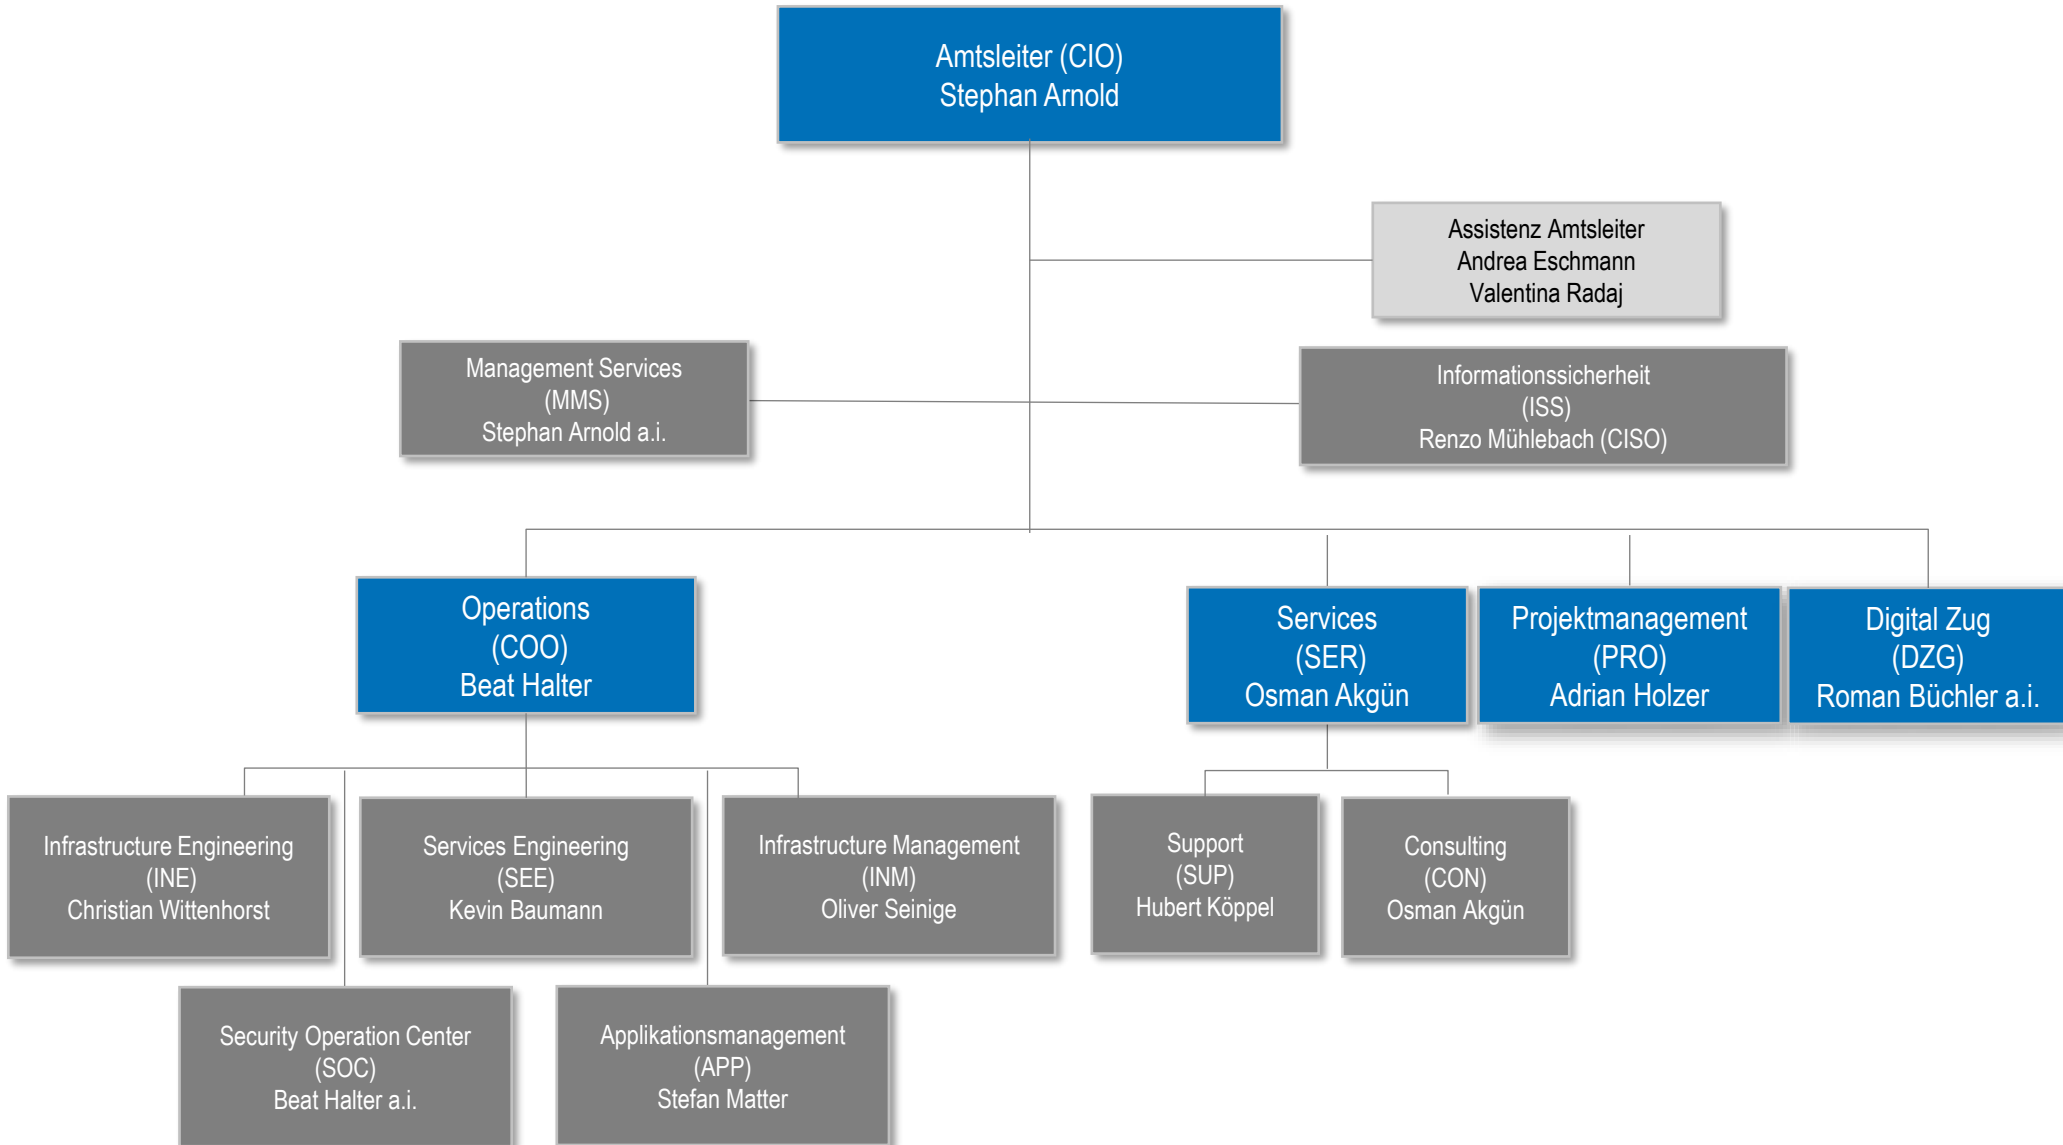 Amtsleiter (CIO)
Stephan Arnold
Assistenz Amtsleiter
Andrea Eschmann
Valentina Radaj
Management Services
(MMS)
Stephan Arnold a.i.
Informationssicherheit
(ISS)
Renzo Mühlebach (CISO)
Operations
(COO)
Beat Halter
Services
(SER)
Osman Akgün
Projektmanagement
(PRO)
Adrian Holzer
Digital Zug
(DZG)
Roman Büchler a.i.
Infrastructure Engineering
(INE)
Christian Wittenhorst
Services Engineering
(SEE)
Kevin Baumann
Infrastructure Management
(INM)
Oliver Seinige
Support
(SUP)
Hubert Köppel
Consulting
(CON)
Osman Akgün
Security Operation Center
(SOC)
Beat Halter a.i.
Applikationsmanagement
(APP)
Stefan Matter